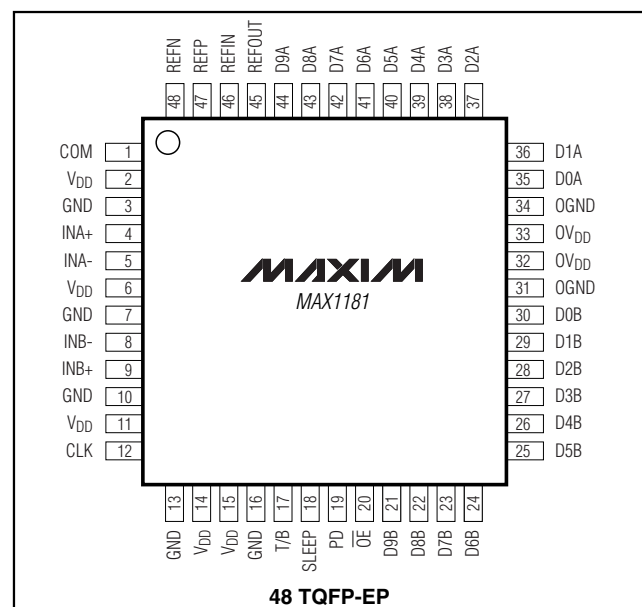 REFN REFP REFIN REFOUT D9A D8A D7A D6A D5A D4A D3A D2A
48 47 46 45 44 43 42 41 40 39 38 37
COM 1 36 D1A
VDD 2 35 D0A
GND 3 34 OGND
INA+ 4 33 OVDD
INA- 5 32 OVDD
VDD 6 31 OGND
GND 7 30 D0B
INB- 8 29 D1B
INB+ 9 28 D2B
GND 10 27 D3B
VDD 11 26 D4B
CLK 12 25 D5B
MAXIM
MAX1181
13 14 15 16 17 18 19 20 21 22 23 24
GND VDD VDD GND T/B SLEEP PD OE D9B D8B D7B D6B
48 TQFP-EP